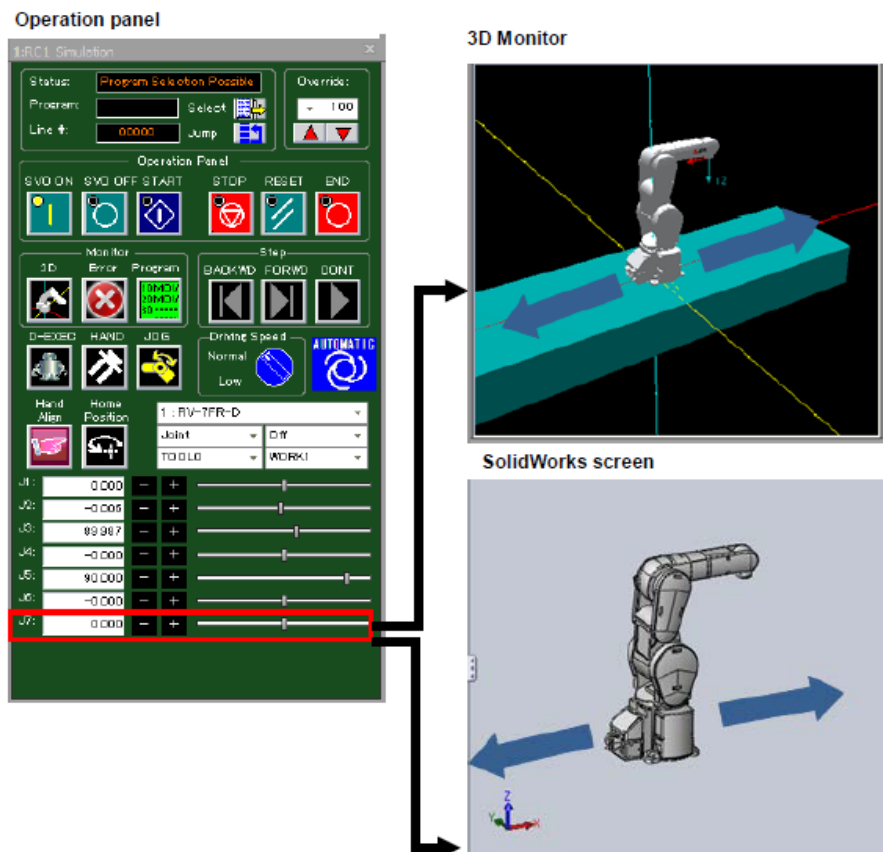 Operation panel
1:RC1 Simulation
Status: Program Selection Possible
Override:
Program: Select
100
Line #: 00000 Jump
Operation Panel
SVO ON SVO OFF START STOP RESET END
Monitor
Step
3D Error Program
BACKWD FORWD CONT
10MOV
20MOV
30
D-EXEC HAND JOG
Driving Speed
Normal
Low
AUTOMATIC
Hand Align
Home Position
1 : RV-7FR-D
Joint Off
TOOL0 WORK1
J1: 0.000 - +
J2: -0.005 - +
J3: 89.987 - +
J4: -0.000 - +
J5: 90.000 - +
J6: -0.000 - +
J7: 0.000 - +
3D Monitor
+Z
SolidWorks screen
Z
Y
X